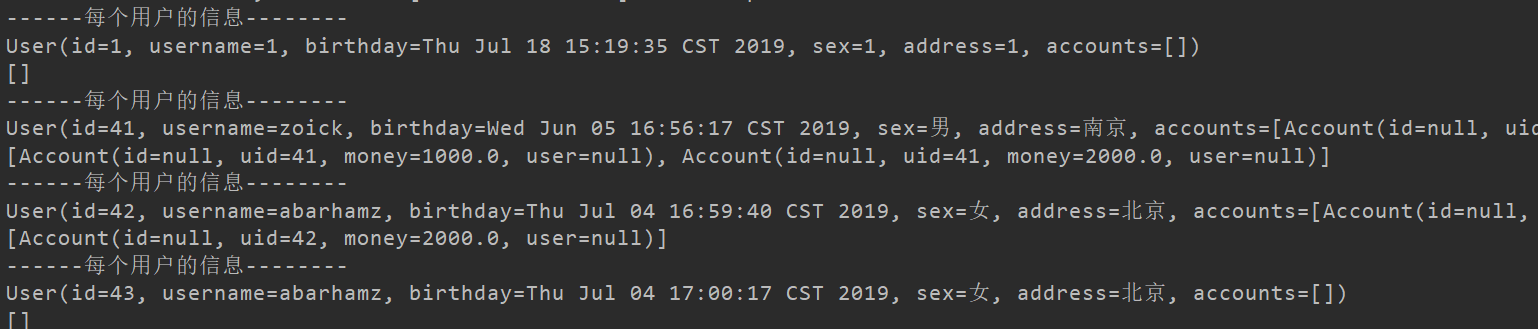 ------每个用户的信息--------
User(id=1, username=1, birthday=Thu Jul 18 15:19:35 CST 2019, sex=1, address=1, accounts=[])
[]
------每个用户的信息--------
User(id=41, username=zoick, birthday=Wed Jun 05 16:56:17 CST 2019, sex=男, address=南京, accounts=[Account(id=null, uid
[Account(id=null, uid=41, money=1000.0, user=null), Account(id=null, uid=41, money=2000.0, user=null)]
------每个用户的信息--------
User(id=42, username=abarhamz, birthday=Thu Jul 04 16:59:40 CST 2019, sex=女, address=北京, accounts=[Account(id=null,
[Account(id=null, uid=42, money=2000.0, user=null)]
------每个用户的信息--------
User(id=43, username=abarhamz, birthday=Thu Jul 04 17:00:17 CST 2019, sex=女, address=北京, accounts=[])
[]